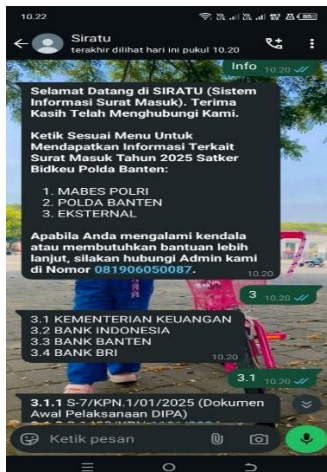 10.22
Siratu
terakhir dilihat hari ini pukul 10.20
Info 10.20
Selamat Datang di SIRATU (Sistem
Informasi Surat Masuk). Terima
Kasih Telah Menghubungi Kami.
Ketik Sesuai Menu Untuk
Mendapatkan Informasi Terkait
Surat Masuk Tahun 2025 Satker
Bidkeu Polda Banten:
1. MABES POLRI
2. POLDA BANTEN
3. EKSTERNAL
Apabila Anda mengalami kendala
atau membutuhkan bantuan lebih
lanjut, silakan hubungi Admin kami
di Nomor 081906050087.
10.20
3 10.20
3.1 KEMENTERIAN KEUANGAN
3.2 BANK INDONESIA
3.3 BANK BANTEN
3.4 BANK BRI
10.20
3.1 10.20
3.1.1 S-7/KPN.1/01/2025 (Dokumen
Awal Pelaksanaan DIPA)
Ketik pesan